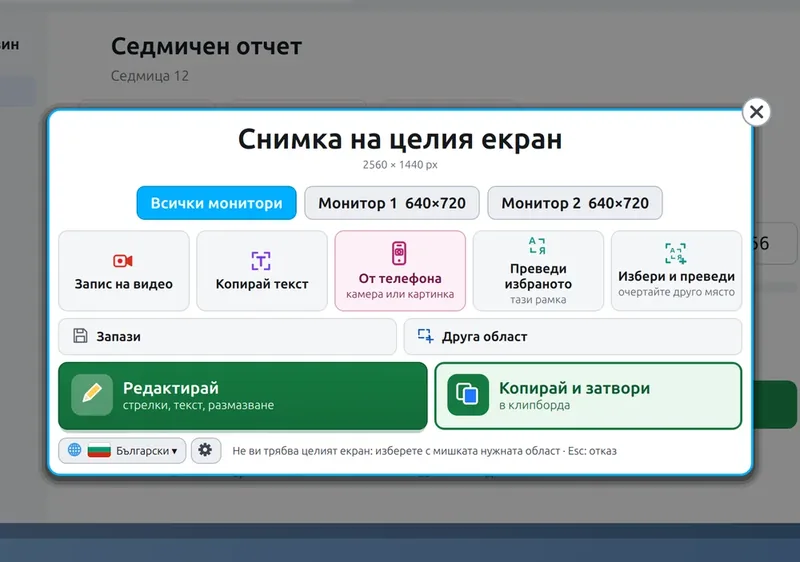 вин
Седмичен отчет
Седмица 12
Снимка на целия екран
2560 × 1440 px
Всички монитори
Монитор 1 640×720
Монитор 2 640×720
56
Запис на видео
Копирай текст
От телефона
камера или картинка
Преведи
избраното
тази рамка
Избери и преведи
очертайте друго място
Запази
Друга област
Редактирай
стрелки, текст, размазване
Копирай и затвори
в клипборда
Български ▾
Не ви трябва целият екран: изберете с мишката нужната област · Esc: отказ